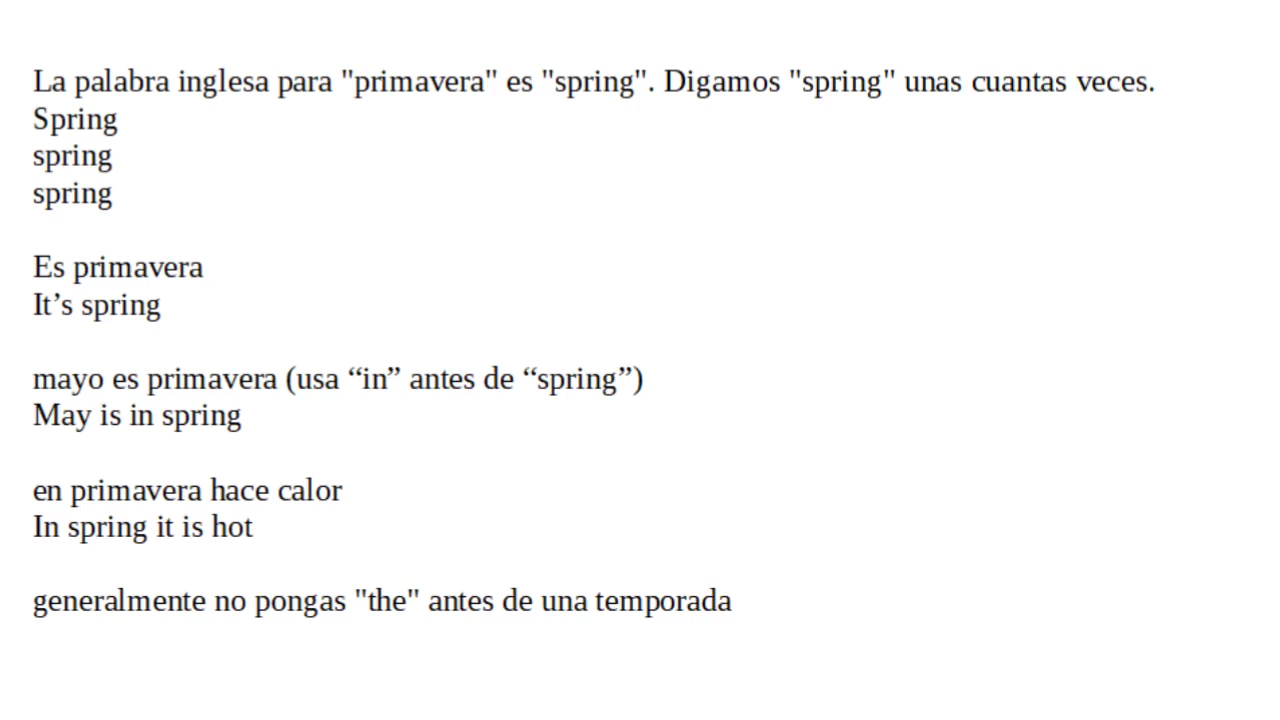 La palabra inglesa para "primavera" es "spring". Digamos "spring" unas cuantas veces.
Spring
spring
spring
Es primavera
It’s spring
mayo es primavera (usa “in” antes de “spring”)
May is in spring
en primavera hace calor
In spring it is hot
generalmente no pongas "the" antes de una temporada